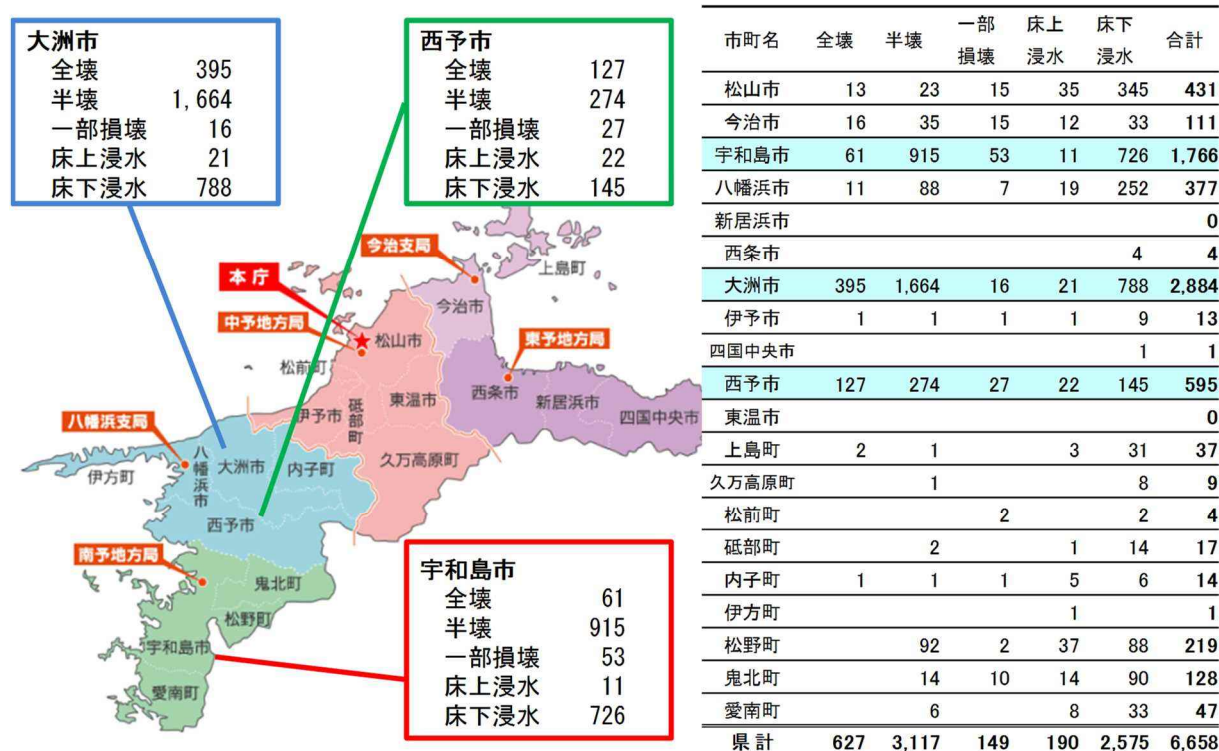 大洲市
全壊 395
半壊 1,664
一部損壊 16
床上浸水 21
床下浸水 788
西予市
全壊 127
半壊 274
一部損壊 27
床上浸水 22
床下浸水 145
今治支局
上島町
本庁
今治市
中予地方局
松山市
東予地方局
松前町
西条市
新居浜市
四国中央市
東温市
伊予市
砥部町
八幡浜支局
久万高原町
八幡浜市
大洲市
内子町
伊方町
西予市
南予地方局
鬼北町
松野町
宇和島市
愛南町
宇和島市
全壊 61
半壊 915
一部損壊 53
床上浸水 11
床下浸水 726
市町名 全壊 半壊 一部損壊 床上浸水 床下浸水 合計
松山市 13 23 15 35 345 431
今治市 16 35 15 12 33 111
宇和島市 61 915 53 11 726 1,766
八幡浜市 11 88 7 19 252 377
新居浜市 0
西条市 4 4
大洲市 395 1,664 16 21 788 2,884
伊予市 1 1 1 1 9 13
四国中央市 1 1
西予市 127 274 27 22 145 595
東温市 0
上島町 2 1 3 31 37
久万高原町 1 8 9
松前町 2 2 4
砥部町 2 1 14 17
内子町 1 1 1 5 6 14
伊方町 1 1
松野町 92 2 37 88 219
鬼北町 14 10 14 90 128
愛南町 6 8 33 47
県計 627 3,117 149 190 2,575 6,658